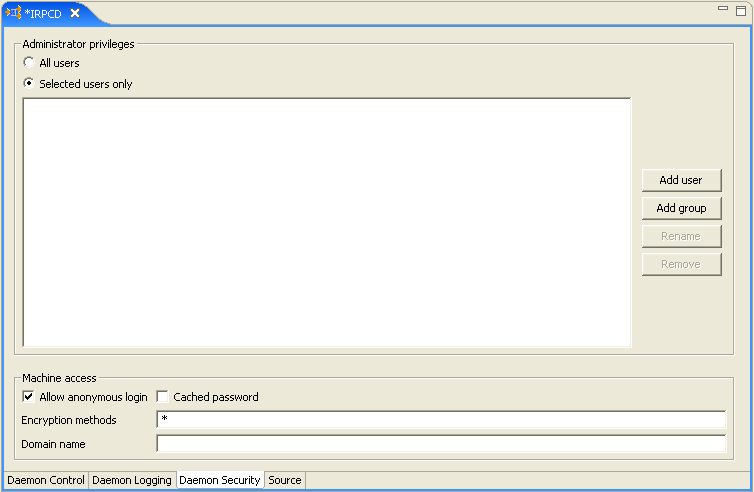 *IRPCD
Administrator privileges
All users
Selected users only
Add user
Add group
Rename
Remove
Machine access
Allow anonymous login Cached password
Encryption methods *
Domain name
Daemon Control Daemon Logging Daemon Security Source